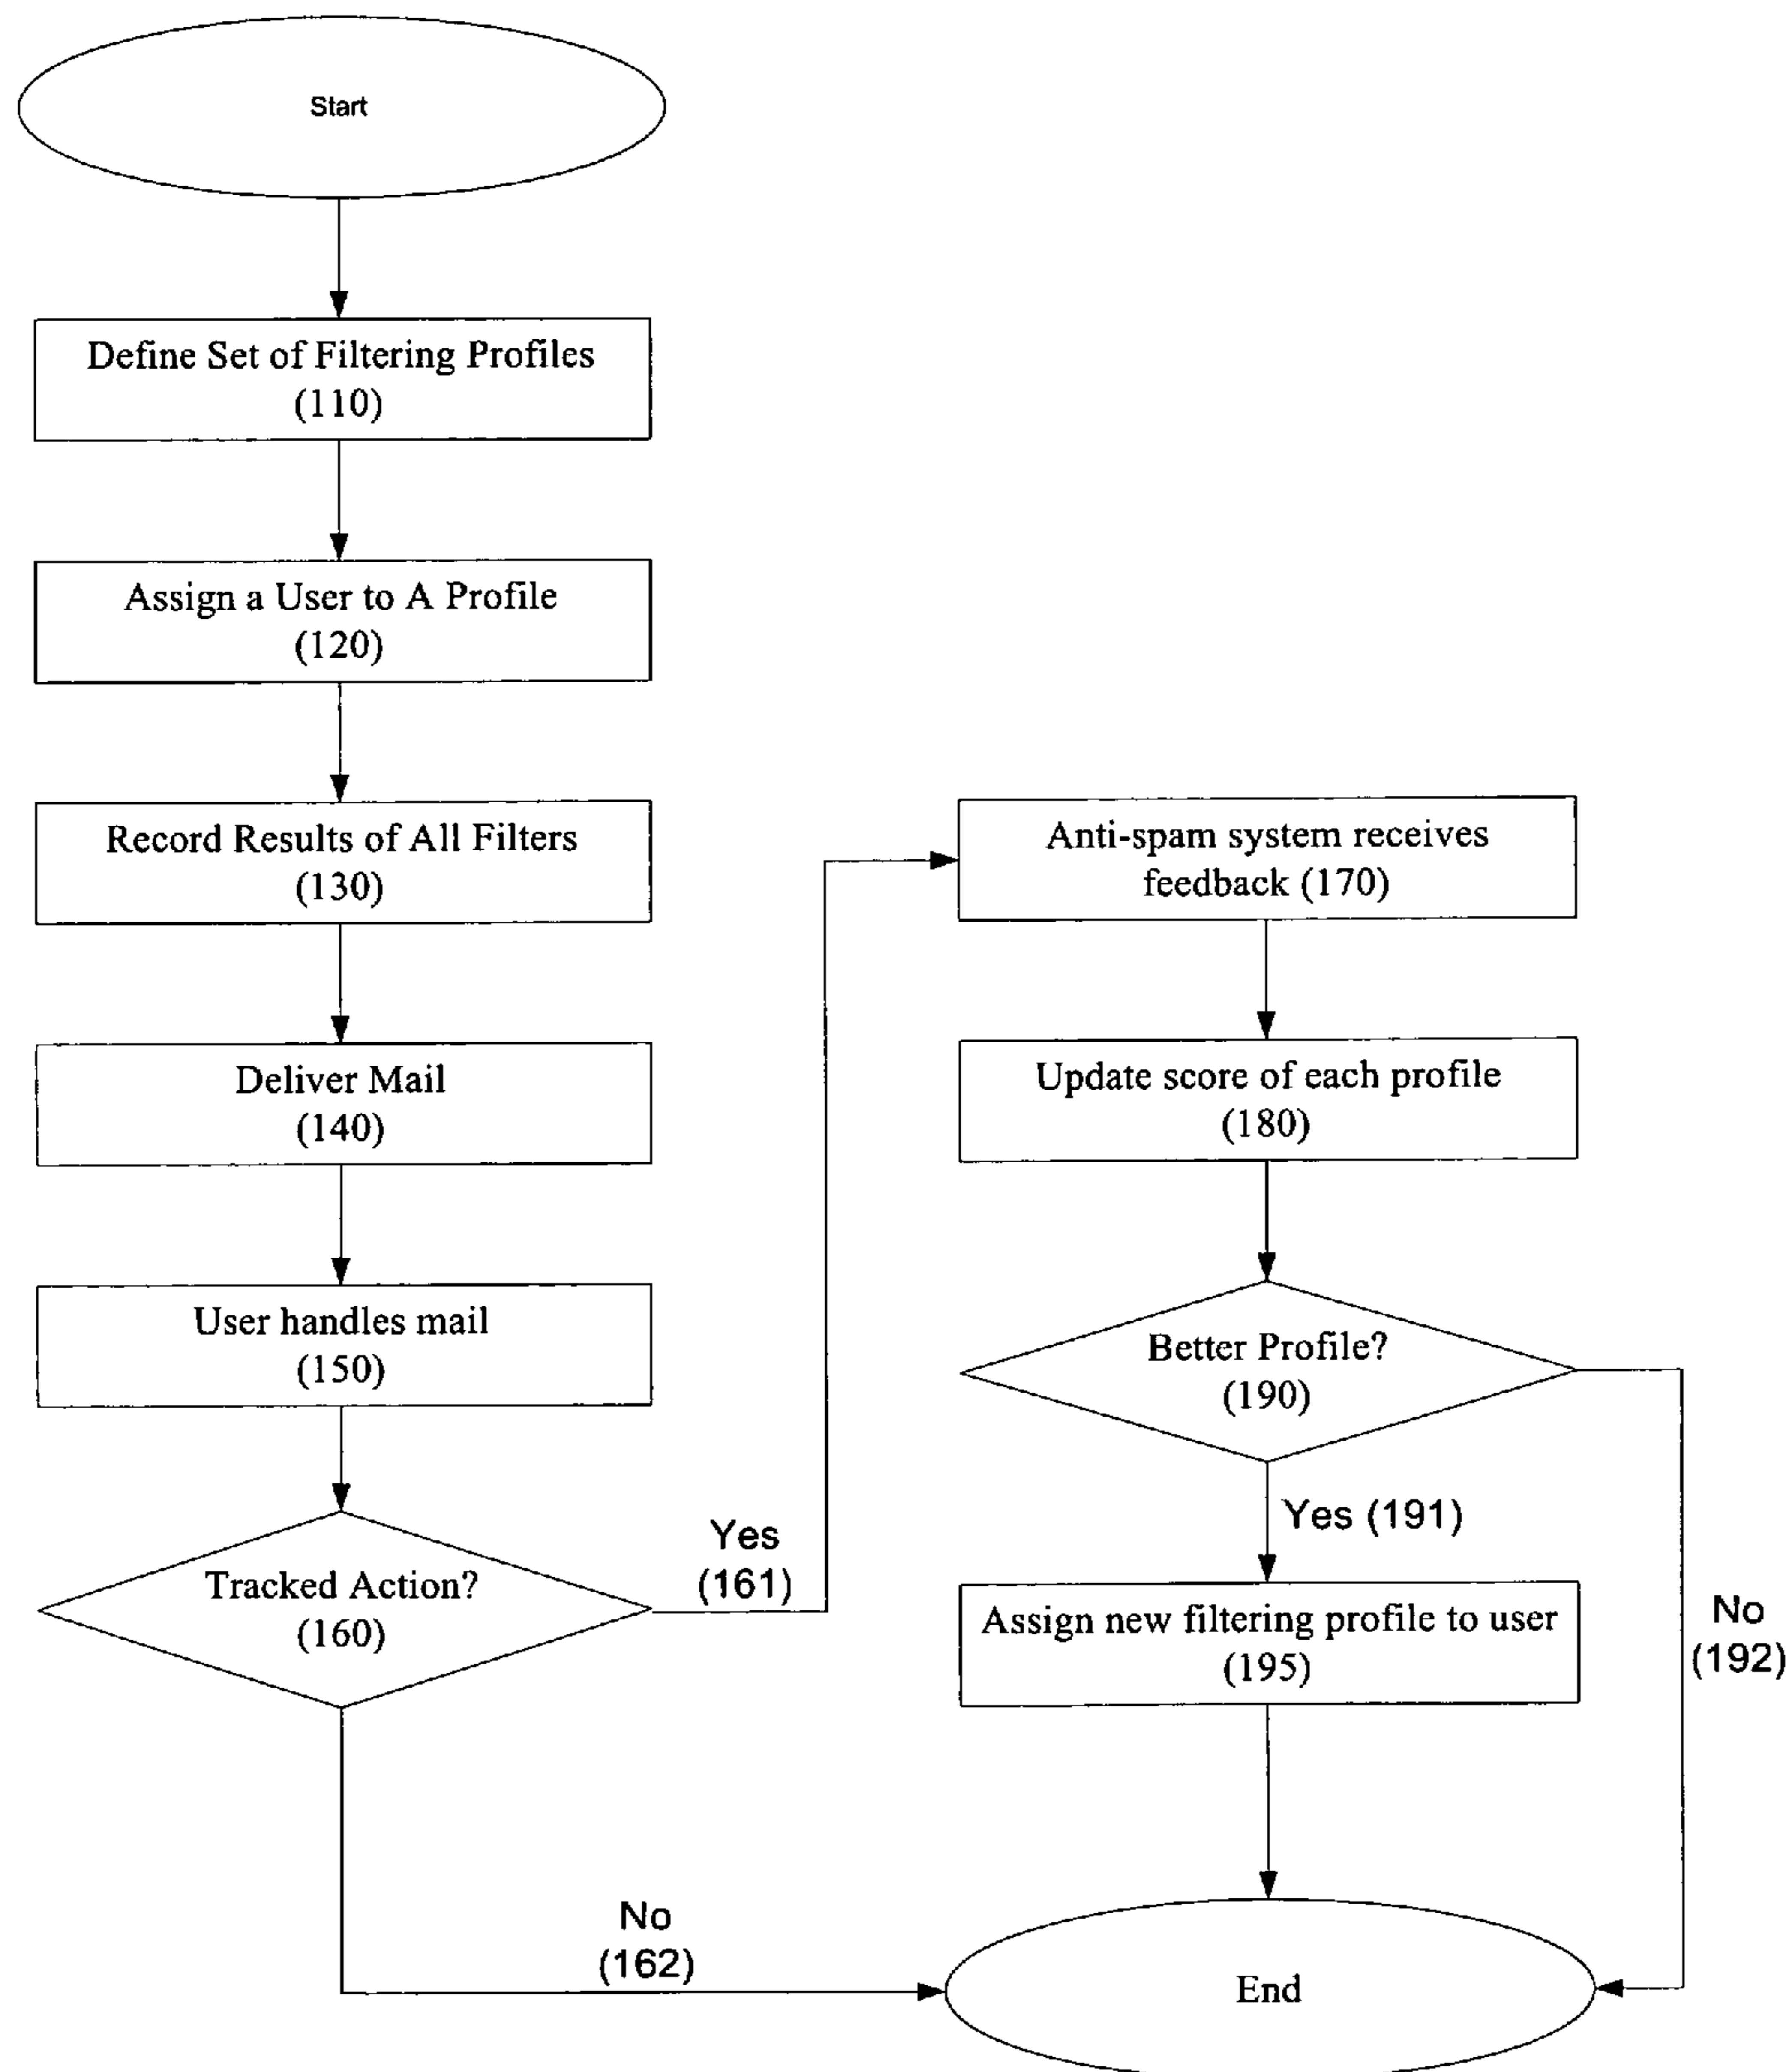 Start
Define Set of Filtering Profiles
(110)
Assign a User to A Profile
(120)
Record Results of All Filters
(130)
Deliver Mail
(140)
User handles mail
(150)
Tracked Action?
(160)
Yes
(161)
No
(162)
Anti-spam system receives
feedback (170)
Update score of each profile
(180)
Better Profile?
(190)
Yes (191)
Assign new filtering profile to user
(195)
No
(192)
End